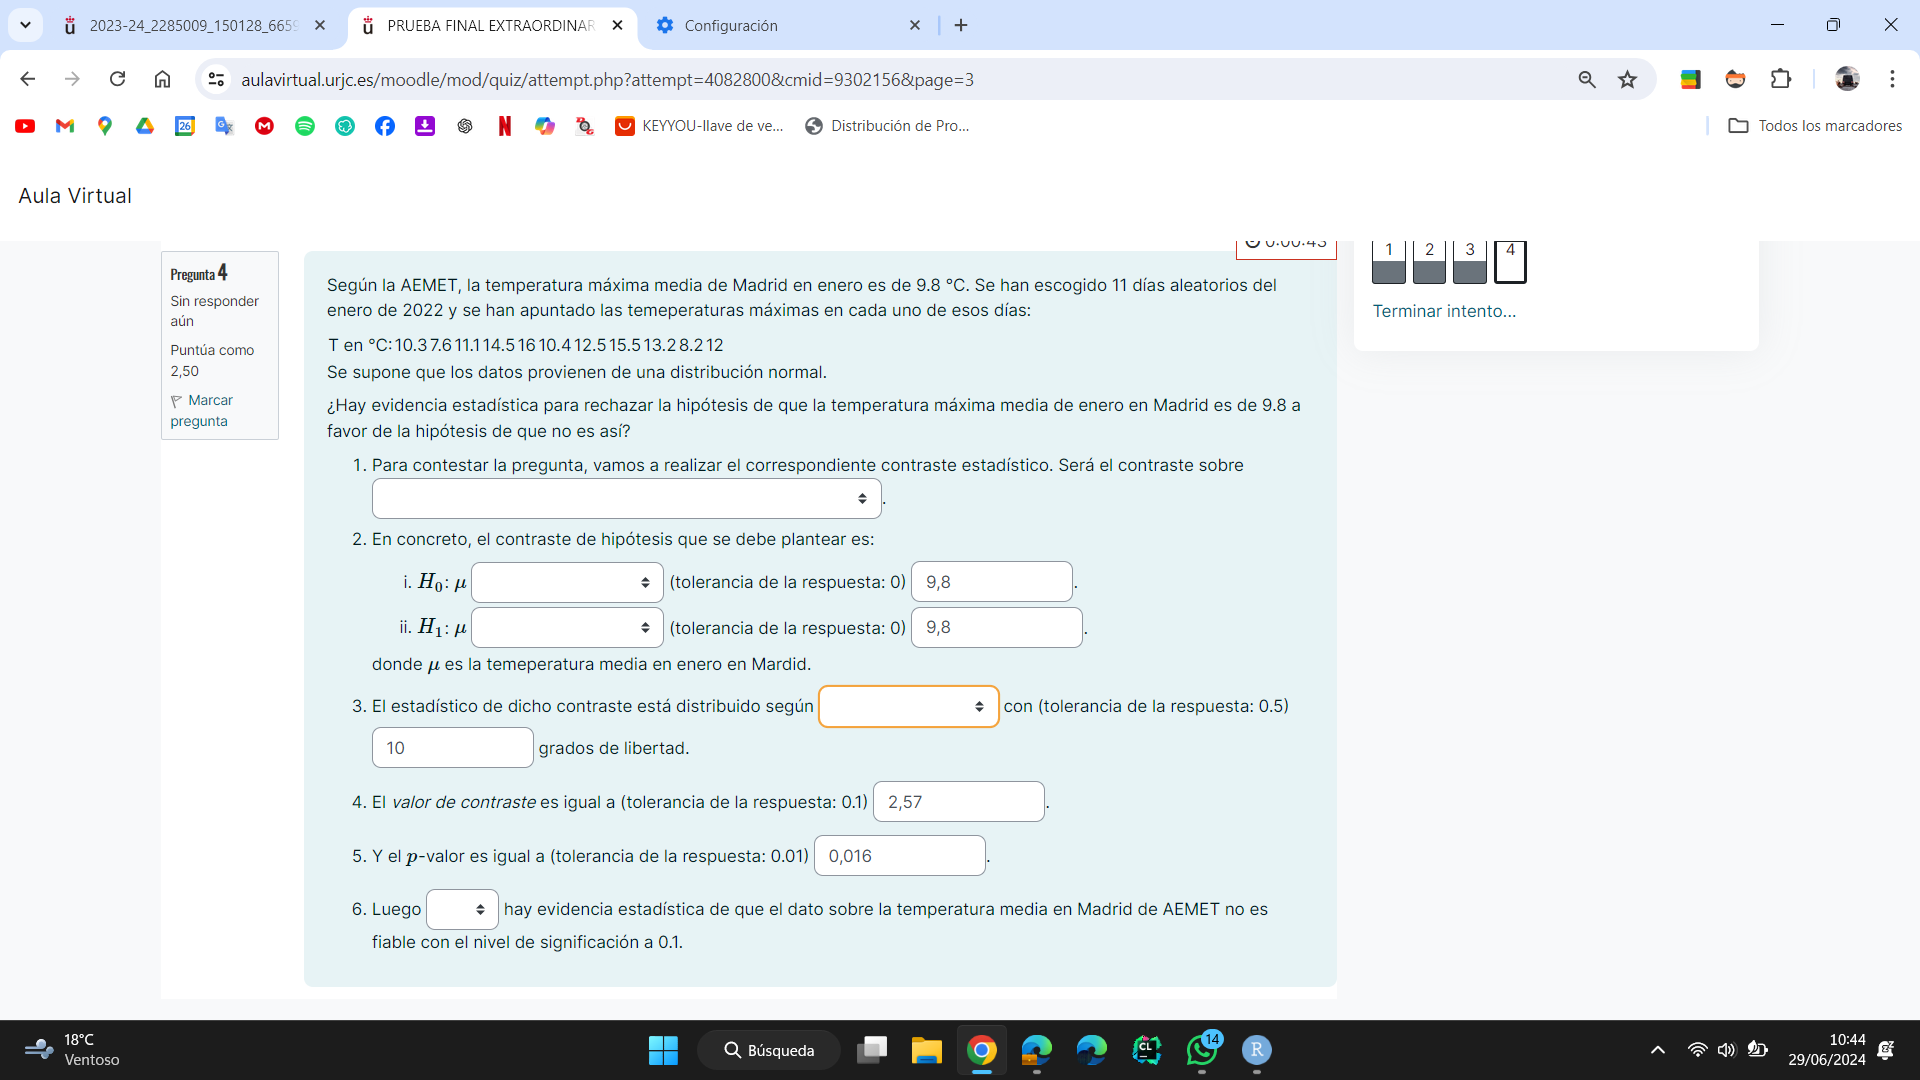 2023-24_2285009_150128_6659
PRUEBA FINAL EXTRAORDINAR
Configuración
aulavirtual.urjc.es/moodle/mod/quiz/attempt.php?attempt=4082800&cmid=9302156&page=3
26
KEYYOU-llave de ve...
Distribución de Pro...
Todos los marcadores
Aula Virtual
0:00:43
1 2 3 4
Terminar intento...
Pregunta 4
Sin responder
aún
Puntúa como
2,50
Marcar
pregunta
Según la AEMET, la temperatura máxima media de Madrid en enero es de 9.8 °C. Se han escogido 11 días aleatorios del
enero de 2022 y se han apuntado las temeperaturas máximas en cada uno de esos días:
T en °C: 10.3 7.6 11.1 14.5 16 10.4 12.5 15.5 13.2 8.2 12
Se supone que los datos provienen de una distribución normal.
¿Hay evidencia estadística para rechazar la hipótesis de que la temperatura máxima media de enero en Madrid es de 9.8 a
favor de la hipótesis de que no es así?
1. Para contestar la pregunta, vamos a realizar el correspondiente contraste estadístico. Será el contraste sobre
.
2. En concreto, el contraste de hipótesis que se debe plantear es:
i. H₀: μ (tolerancia de la respuesta: 0) 9,8 .
ii. H₁: μ (tolerancia de la respuesta: 0) 9,8 .
donde μ es la temeperatura media en enero en Mardid.
3. El estadístico de dicho contraste está distribuido según con (tolerancia de la respuesta: 0.5)
10 grados de libertad.
4. El valor de contraste es igual a (tolerancia de la respuesta: 0.1) 2,57 .
5. Y el p-valor es igual a (tolerancia de la respuesta: 0.01) 0,016 .
6. Luego hay evidencia estadística de que el dato sobre la temperatura media en Madrid de AEMET no es
fiable con el nivel de significación a 0.1.
18°C
Ventoso
Búsqueda
CL
14
R
10:44
29/06/2024